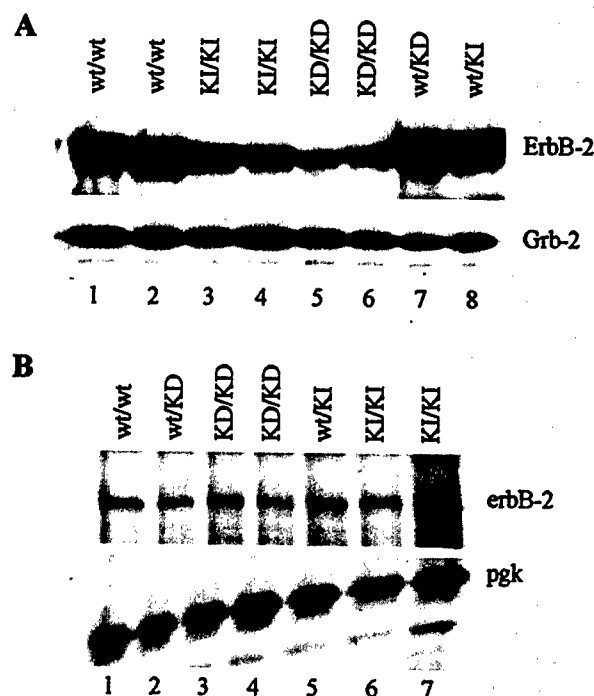 A
wt/wt wt/wt KI/KI KI/KI KD/KD KD/KD wt/KD wt/KI
ErbB-2
Grb-2
1 2 3 4 5 6 7 8
B
wt/wt wt/KD KD/KD KD/KD wt/KI KI/KI KI/KI
erbB-2
pgk
1 2 3 4 5 6 7